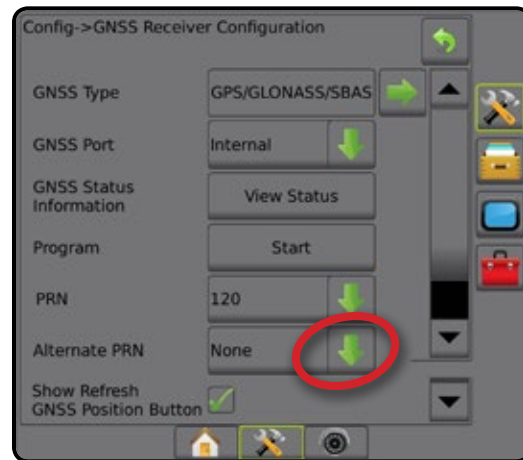 Config->GNSS Receiver Configuration
GNSS Type GPS/GLONASS/SBAS
GNSS Port Internal
GNSS Status
Information View Status
Program Start
PRN 120
Alternate PRN None
Show Refresh
GNSS Position Button